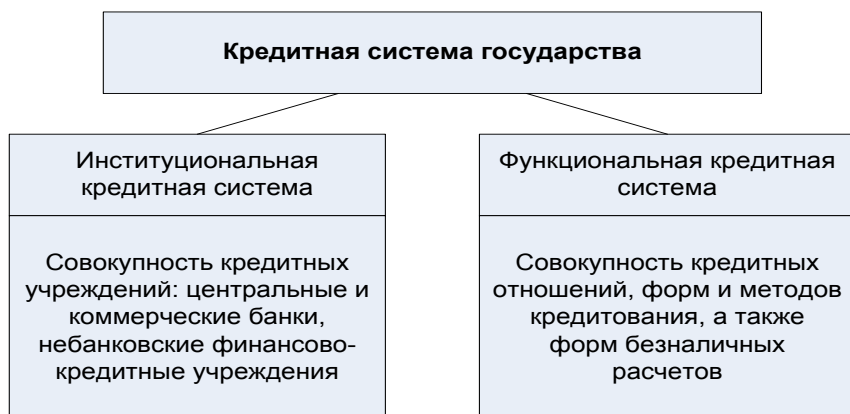 Кредитная система государства
Институциональная
кредитная система
Совокупность кредитных
учреждений: центральные и
коммерческие банки,
небанковские финансово-
кредитные учреждения
Функциональная кредитная
система
Совокупность кредитных
отношений, форм и методов
кредитования, а также
форм безналичных
расчетов